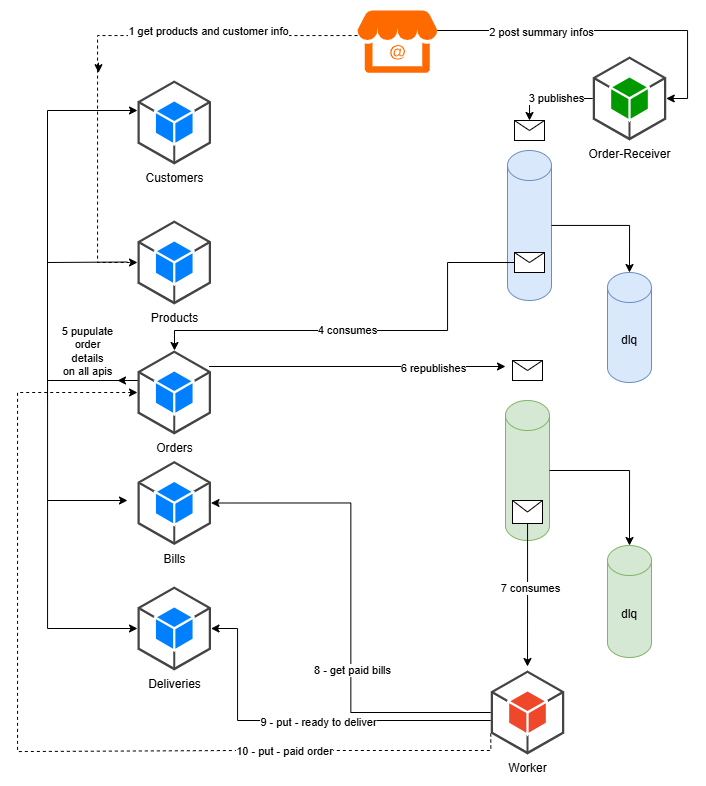 1 get products and customer info
2 post summary infos
@
3 publishes
Order-Receiver
Customers
Products
4 consumes
5 pupulate
order
details
on all apis
dlq
6 republishes
Orders
Bills
7 consumes
dlq
8 - get paid bills
Deliveries
9 - put - ready to deliver
10 - put - paid order
Worker